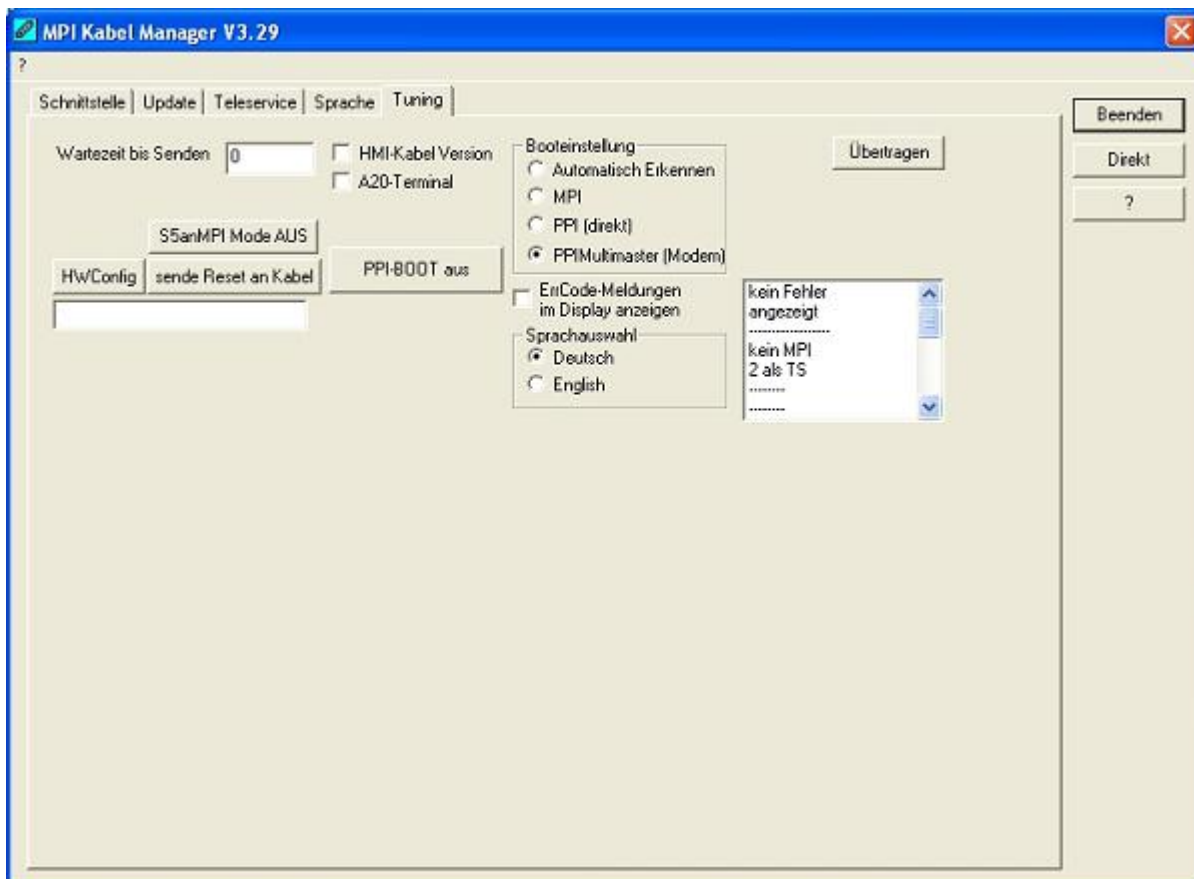 MPI Kabel Manager V3.29
?
Schnittstelle
Update
Teleservice
Sprache
Tuning
Beenden
Direkt
?
Wartezeit bis Senden
0
HMI-Kabel Version
A20-Terminal
S5anMPI Mode AUS
HWConfig
sende Reset an Kabel
PPI-BOOT aus
Booteinstellung
Automatisch Erkennen
MPI
PPI (direkt)
PPIMultimaster (Modem)
ErrCode-Meldungen
im Display anzeigen
Sprachauswahl
Deutsch
English
Übertragen
kein Fehler
angezeigt
------------------
kein MPI
2 als TS
--------
--------